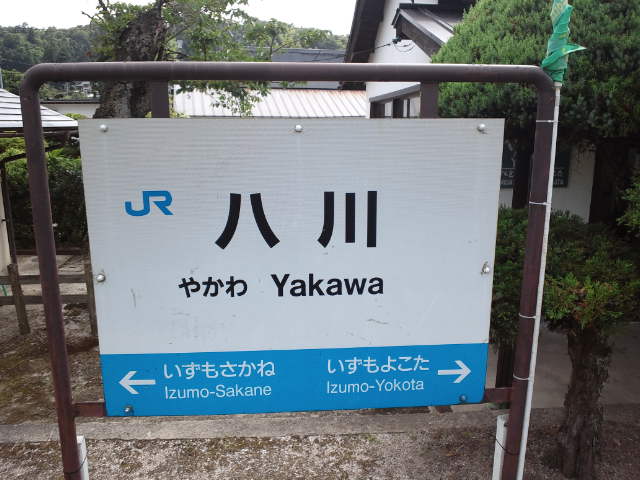 JR
八川
やかわ Yakawa
いずもさかね いずもよこた
← Izumo-Sakane Izumo-Yokota →